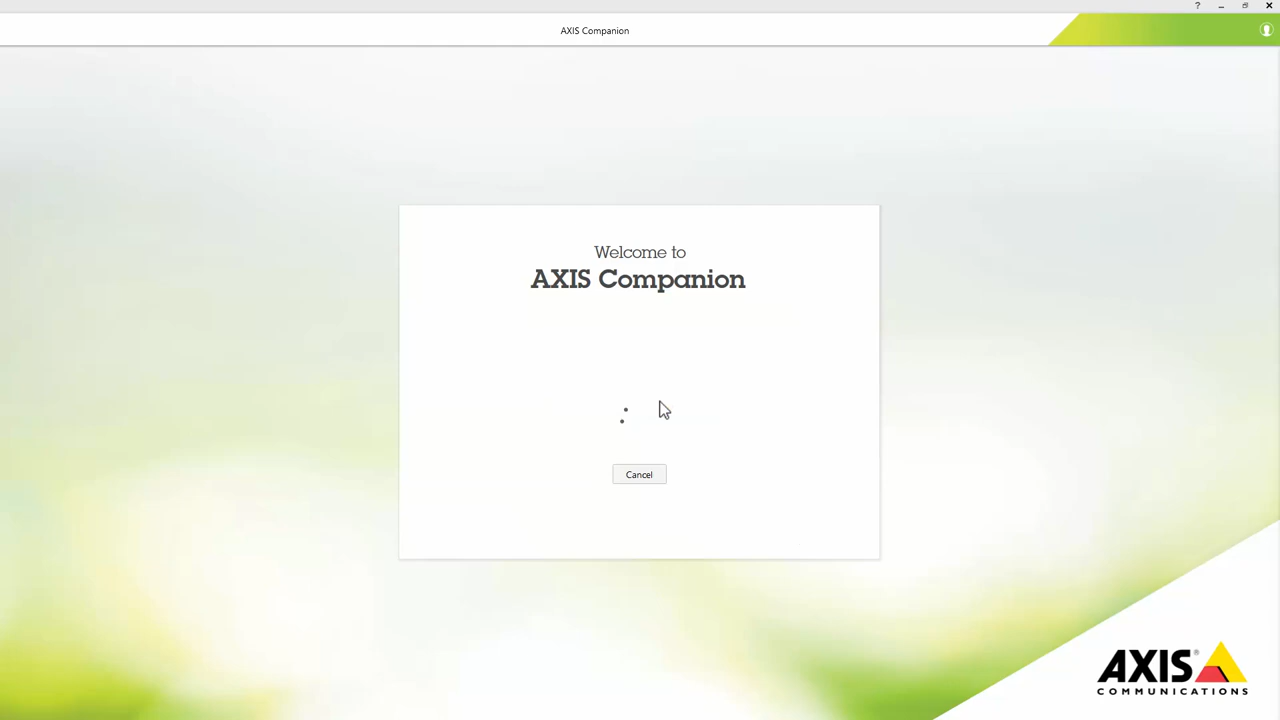 ?
AXIS Companion
Welcome to
AXIS Companion
Cancel
AXIS®
COMMUNICATIONS